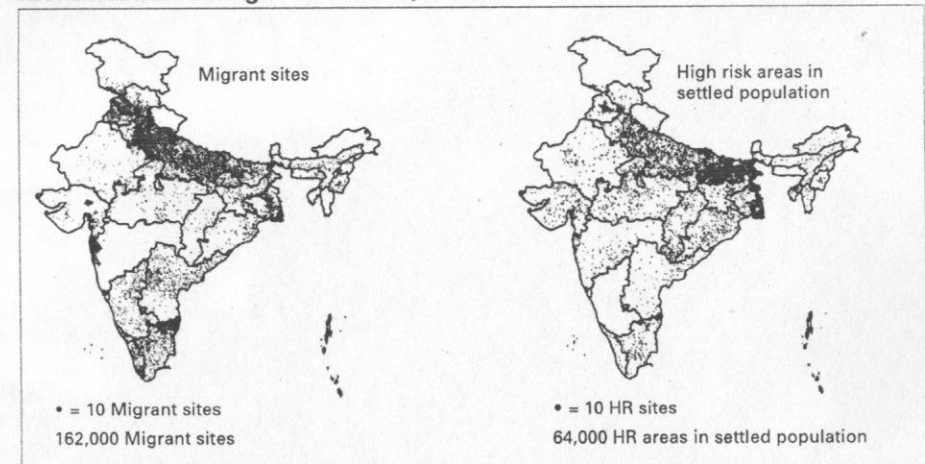 Migrant sites
• = 10 Migrant sites
162,000 Migrant sites
High risk areas in
settled population
• = 10 HR sites
64,000 HR areas in settled population